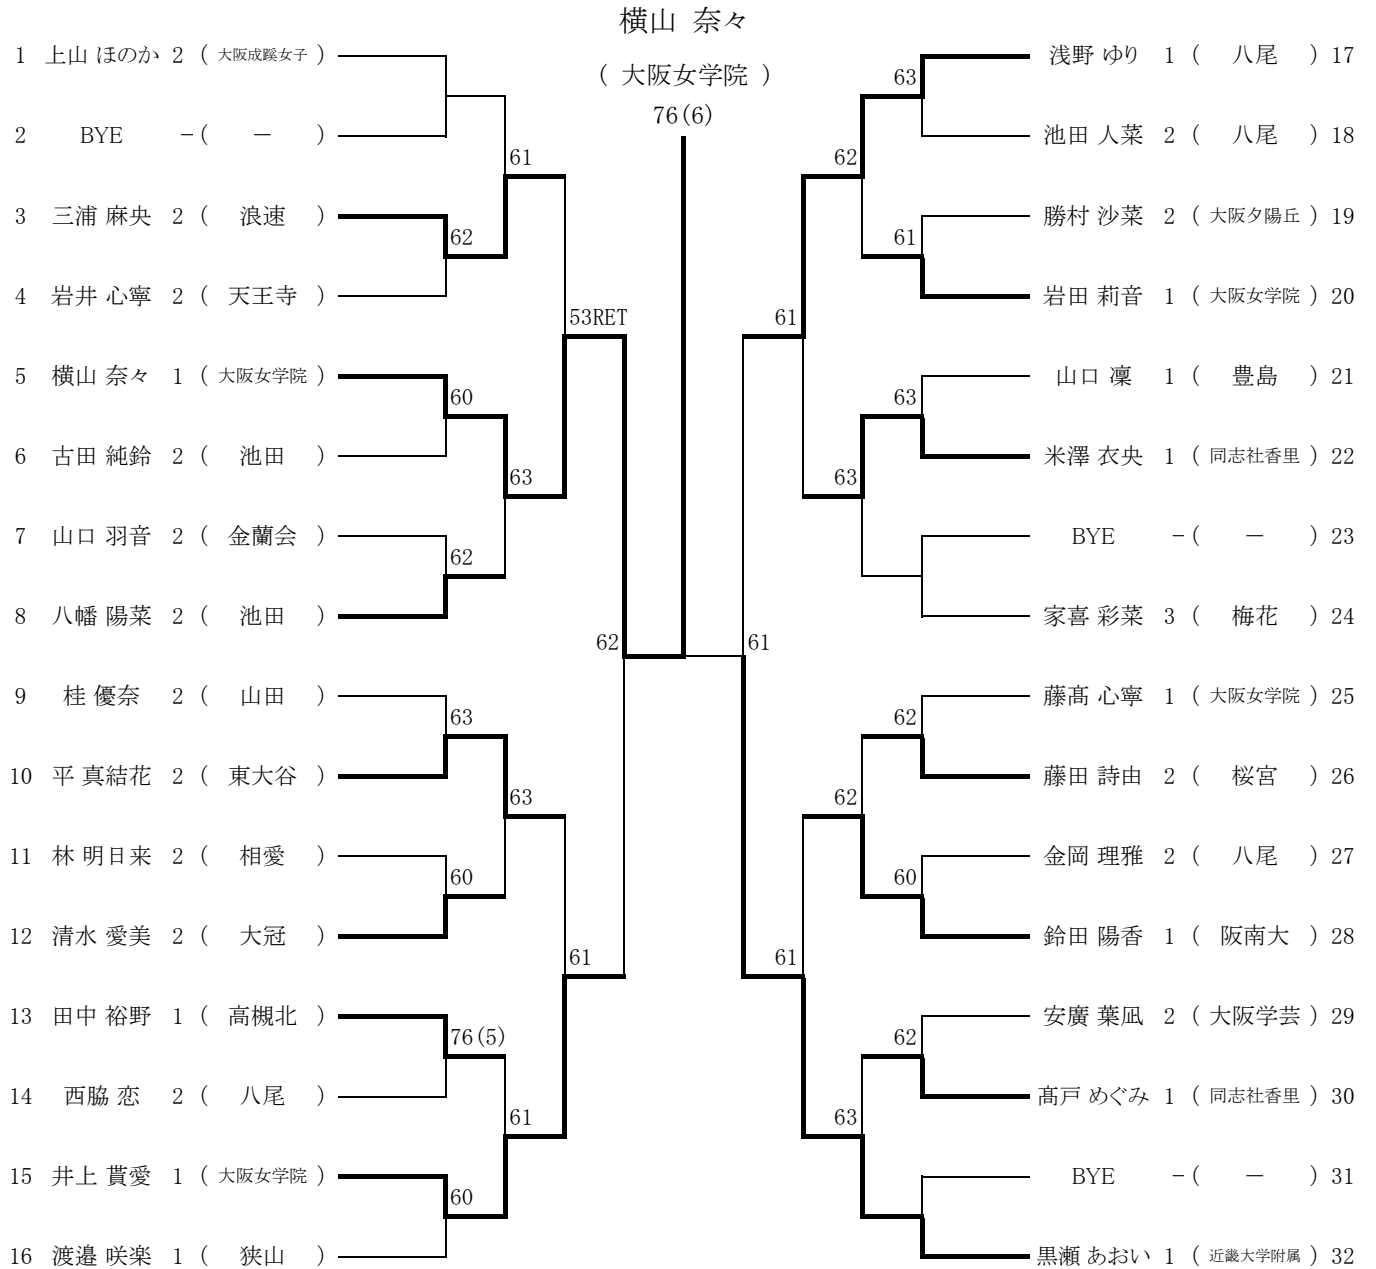 横山 奈々
( 大阪女学院 )
76(6)
1 上山 ほのか 2 ( 大阪成蹊女子 )
2 BYE -( － )
3 三浦 麻央 2 ( 浪速 )
4 岩井 心寧 2 ( 天王寺 )
5 横山 奈々 1 ( 大阪女学院 )
6 古田 純鈴 2 ( 池田 )
7 山口 羽音 2 ( 金蘭会 )
8 八幡 陽菜 2 ( 池田 )
9 桂 優奈 2 ( 山田 )
10 平 真結花 2 ( 東大谷 )
11 林 明日来 2 ( 相愛 )
12 清水 愛美 2 ( 大冠 )
13 田中 裕野 1 ( 高槻北 )
14 西脇 恋 2 ( 八尾 )
15 井上 貰愛 1 ( 大阪女学院 )
16 渡邉 咲楽 1 ( 狭山 )
62
60
62
63
60
76(5)
60
61
63
63
61
53RET
61
62
61
61
61
62
63
62
63
63
61
63
62
60
62
浅野 ゆり 1 ( 八尾 ) 17
池田 人菜 2 ( 八尾 ) 18
勝村 沙菜 2 ( 大阪夕陽丘 ) 19
岩田 莉音 1 ( 大阪女学院 ) 20
山口 凜 1 ( 豊島 ) 21
米澤 衣央 1 ( 同志社香里 ) 22
BYE -( － ) 23
家喜 彩菜 3 ( 梅花 ) 24
藤髙 心寧 1 ( 大阪女学院 ) 25
藤田 詩由 2 ( 桜宮 ) 26
金岡 理雅 2 ( 八尾 ) 27
鈴田 陽香 1 ( 阪南大 ) 28
安廣 葉凪 2 ( 大阪学芸 ) 29
髙戸 めぐみ 1 ( 同志社香里 ) 30
BYE -( － ) 31
黒瀬 あおい 1 ( 近畿大学附属 ) 32